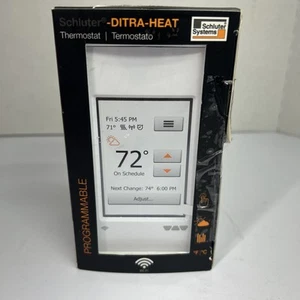 Schluter®-DITRA-HEAT
Thermostat | Termostato
Schluter
Systems
Fri 5:45 PM
71°
72°
On Schedule
Next Change: 74° 6:00 PM
Adjust...
PROGRAMMABLE